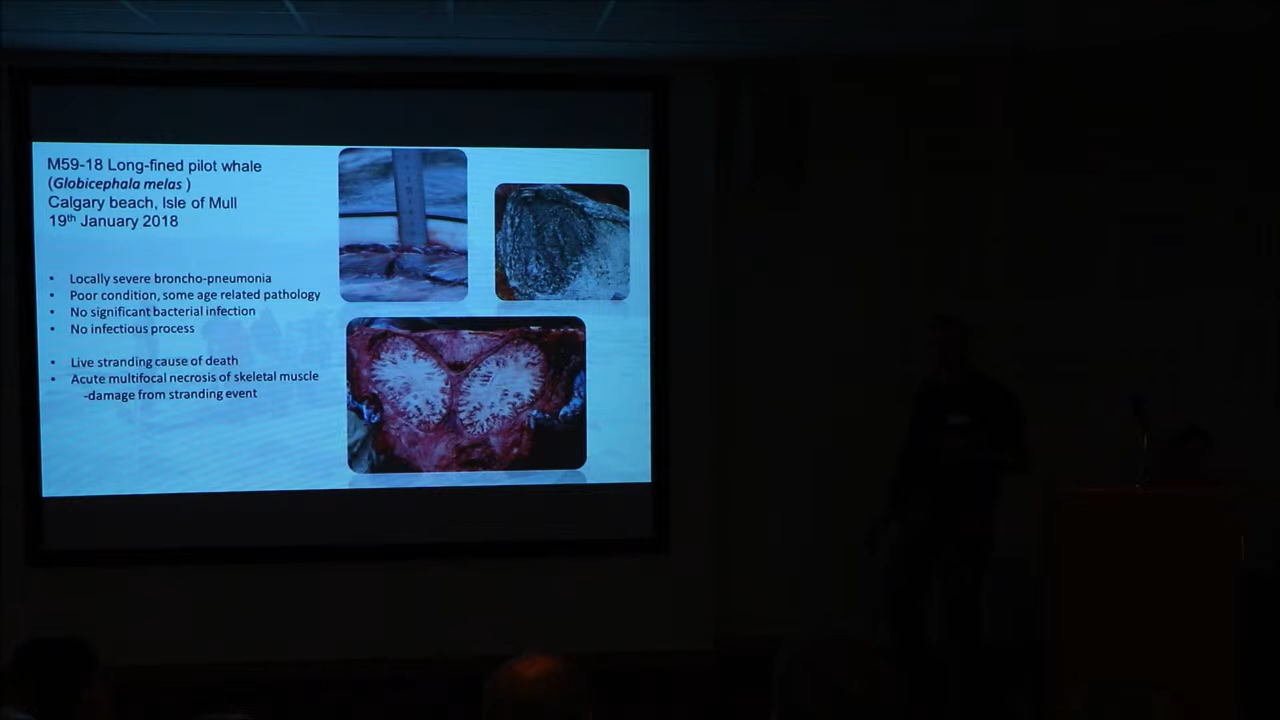 M59-18 Long-fined pilot whale
(Globicephala melas )
Calgary beach, Isle of Mull
19th January 2018
• Locally severe broncho-pneumonia
• Poor condition, some age related pathology
• No significant bacterial infection
• No infectious process
• Live stranding cause of death
• Acute multifocal necrosis of skeletal muscle
-damage from stranding event